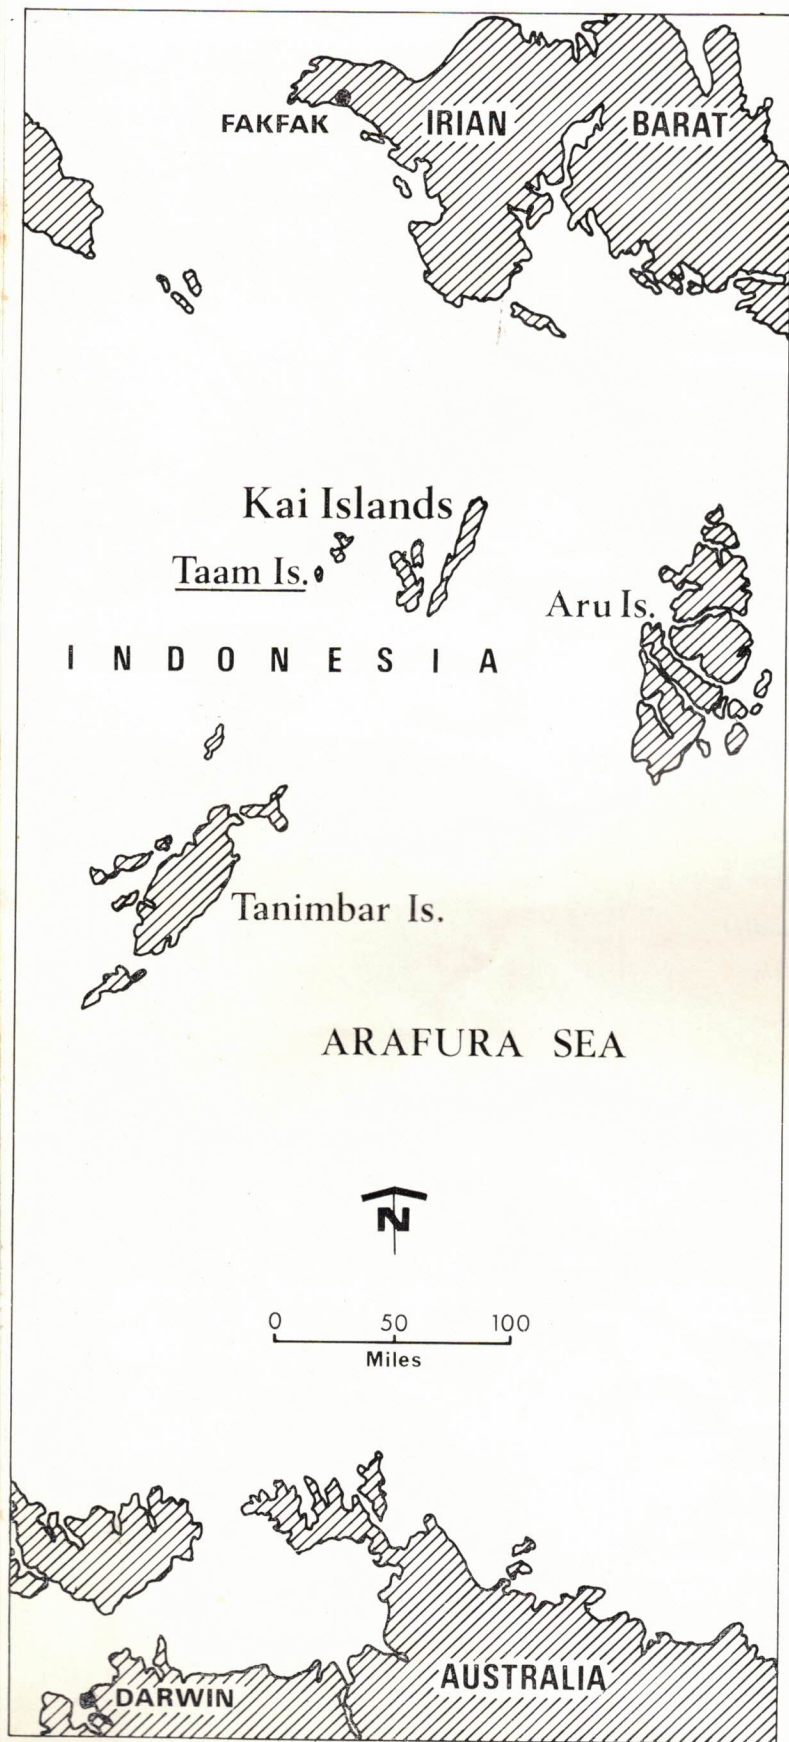 FAKFAK
IRIAN BARAT
Kai Islands
Taam Is.
Aru Is.
INDONESIA
Tanimbar Is.
ARAFURA SEA
N
0 50 100
Miles
AUSTRALIA
DARWIN